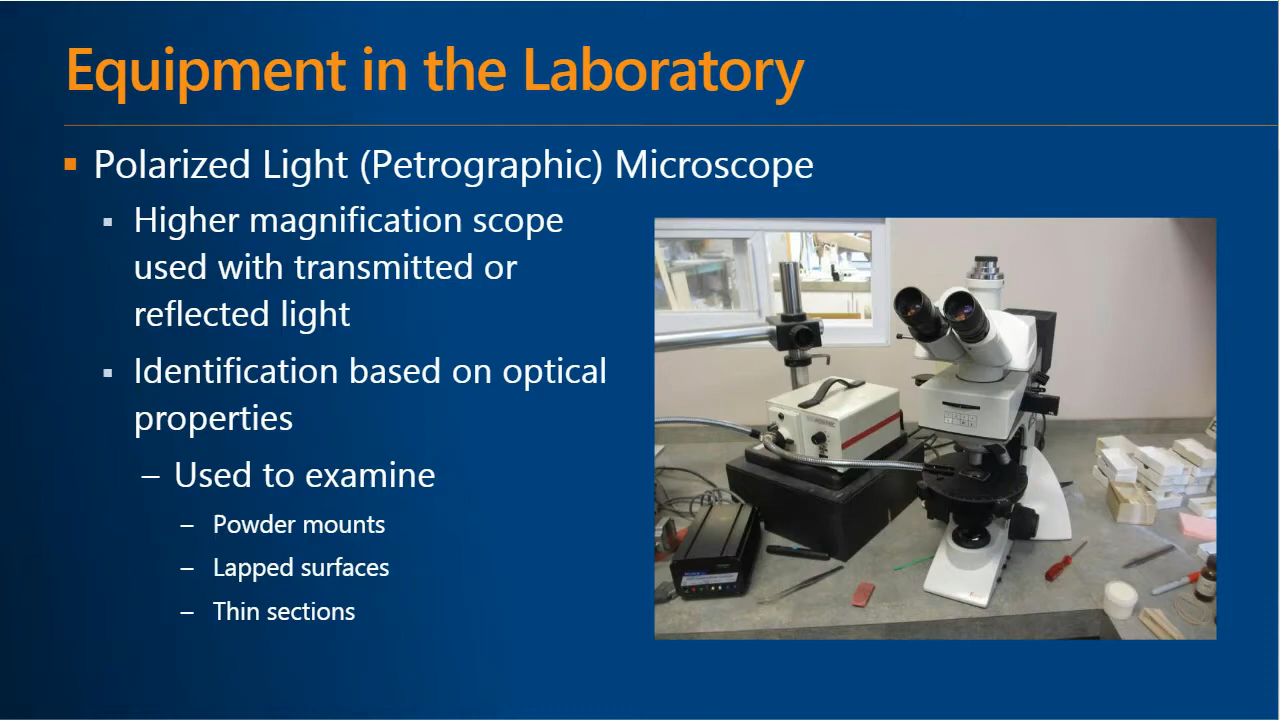 Equipment in the Laboratory
Polarized Light (Petrographic) Microscope
Higher magnification scope
used with transmitted or
reflected light
Identification based on optical
properties
– Used to examine
– Powder mounts
– Lapped surfaces
– Thin sections